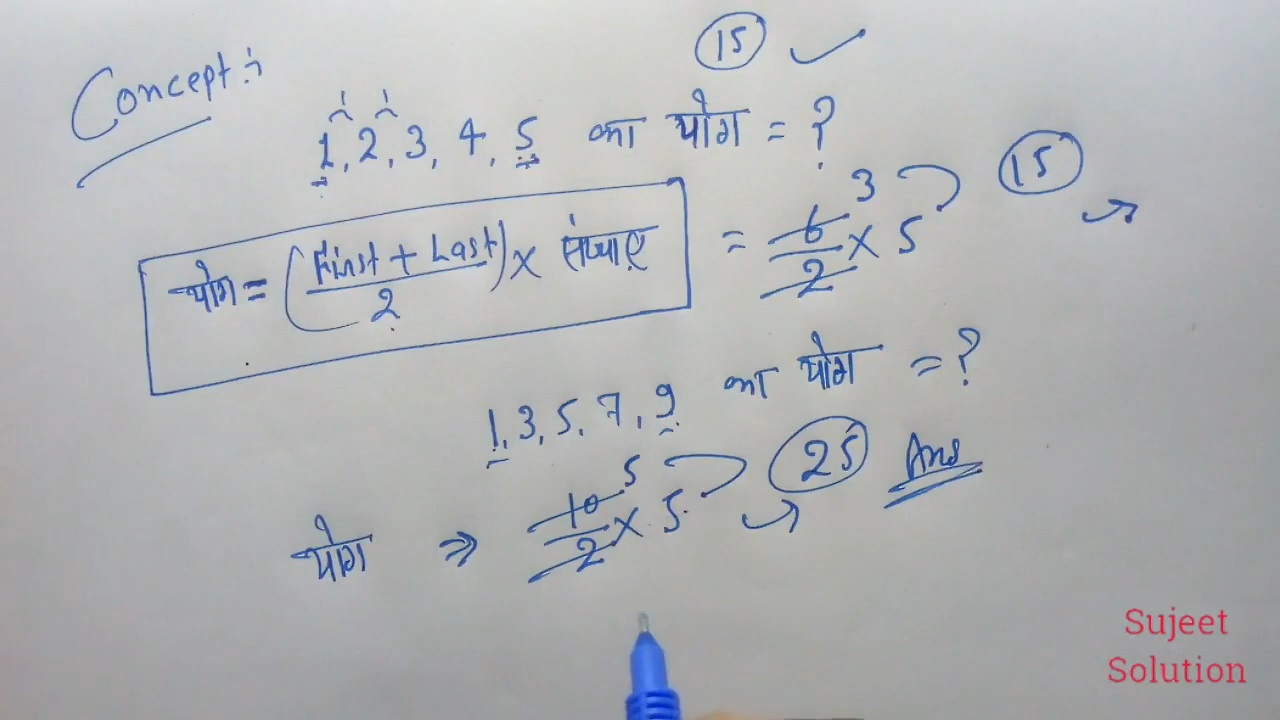 Concept :-
15 ✓
1, 2, 3, 4, 5 का योग = ?
योग = (First + Last / 2) × संख्याए = 6/2 × 5 3 15
1, 3, 5, 7, 9 का योग = ?
योग ⇒ 10/2 × 5 5 25 Ans
Sujeet
Solution